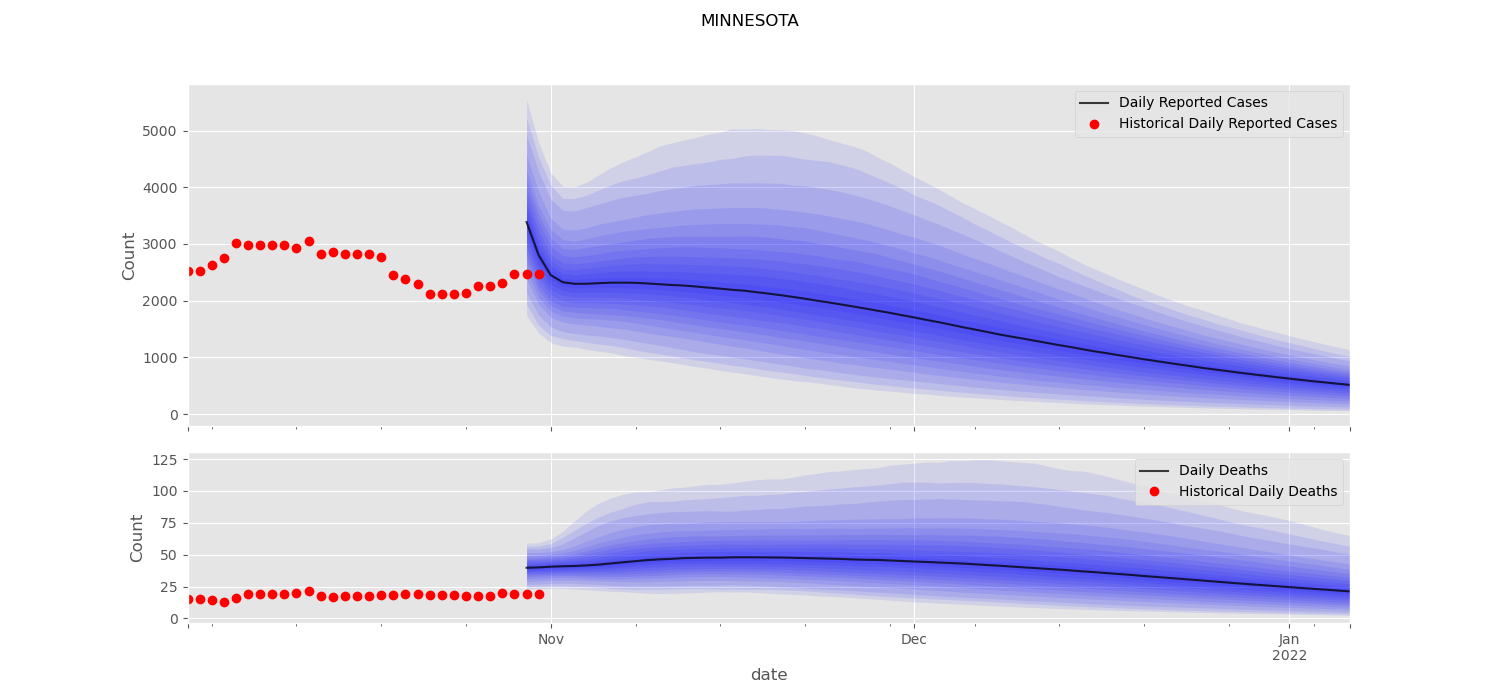 MINNESOTA
Daily Reported Cases
Historical Daily Reported Cases
5000
4000
3000
2000
1000
0
Count
Daily Deaths
Historical Daily Deaths
125
100
75
50
25
0
Count
Nov
Dec
Jan
2022
date